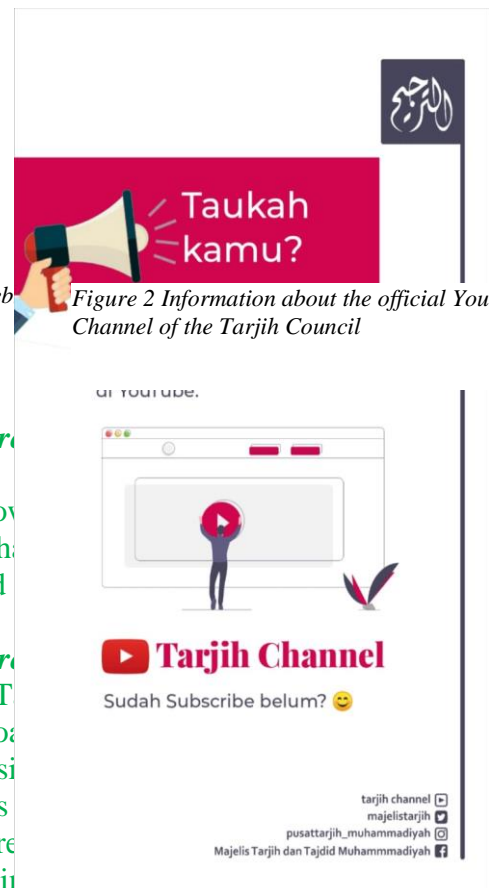 الترجيح
Taukah
kamu?
Figure 2 Information about the official You
Channel of the Tarjih Council
di YouTube.
Tarjih Channel
Sudah Subscribe belum? 😊
tarjih channel
majelistarjih
pusattarjih_muhammadiyah
Majelis Tarjih dan Tajdid Muhammmadiyah